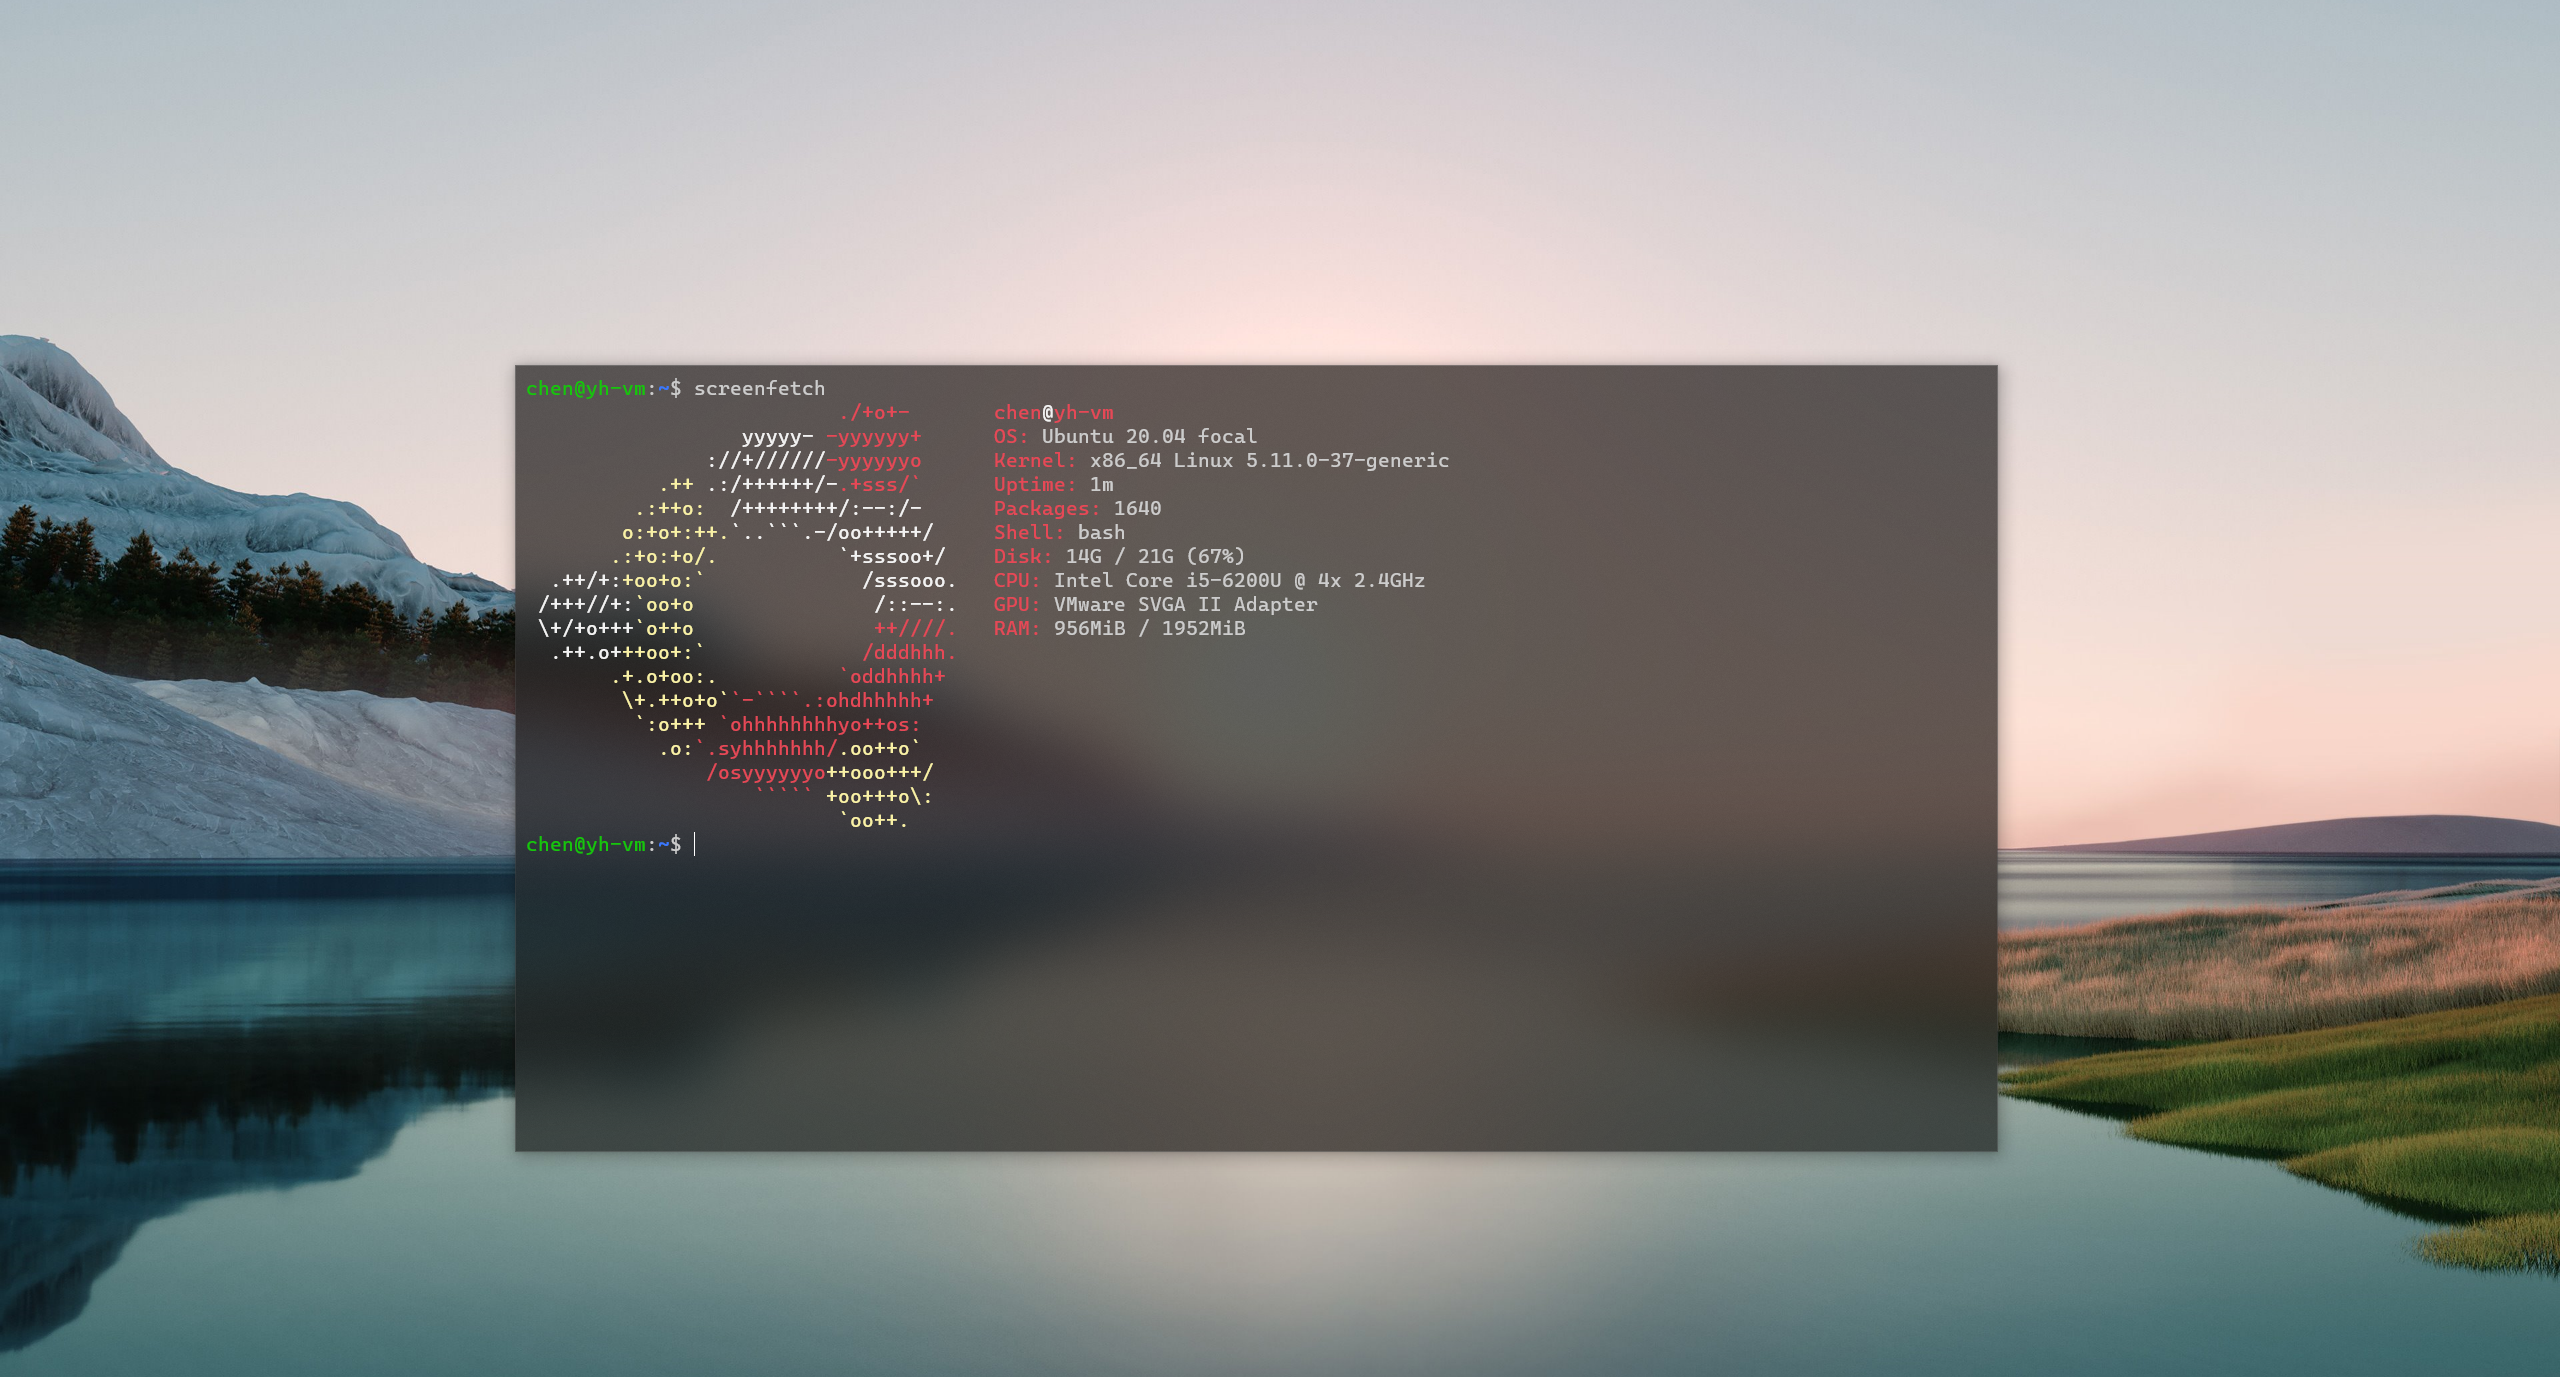 chen@yh-vm:~$ screenfetch
                          ./+o+-       chen@yh-vm
                  yyyyy- -yyyyyy+      OS: Ubuntu 20.04 focal
               ://+//////-yyyyyyo      Kernel: x86_64 Linux 5.11.0-37-generic
           .++ .:/++++++/-.+sss/`      Uptime: 1m
         .:++o:  /++++++++/:--:/-      Packages: 1640
        o:+o+:++.`..```.-/oo+++++/     Shell: bash
       .:+o:+o/.          `+sssoo+/    Disk: 14G / 21G (67%)
  .++/+:+oo+o:`             /sssooo.   CPU: Intel Core i5-6200U @ 4x 2.4GHz
 /+++//+:`oo+o               /::--:.   GPU: VMware SVGA II Adapter
 \+/+o+++`o++o               ++////.   RAM: 956MiB / 1952MiB
  .++.o+++oo+:`             /dddhhh.
       .+.o+oo:.          `oddhhhh+
        \+.++o+o``-````.:ohdhhhhh+
         `:o+++ `ohhhhhhhhyo++os:
           .o:`.syhhhhhhh/.oo++o`
               /osyyyyyyo++ooo+++/
                   ````` +oo+++o\:
                          `oo++.
chen@yh-vm:~$